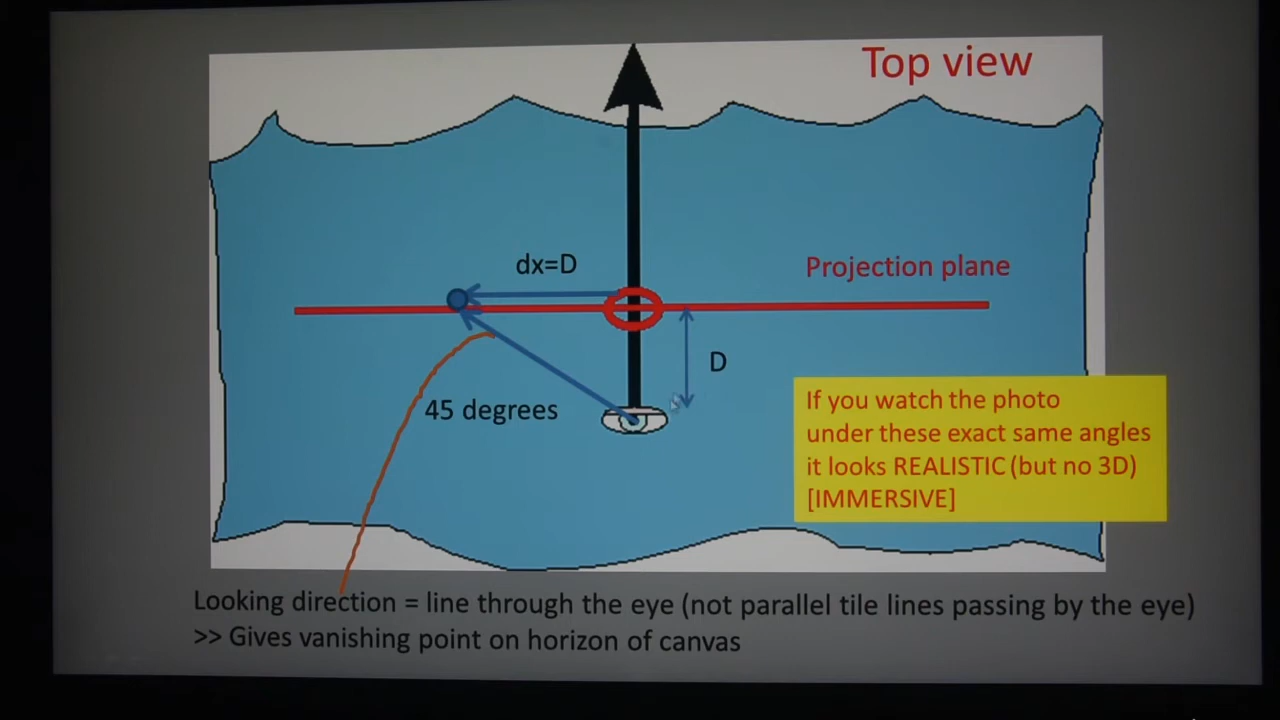 Top view
dx=D
Projection plane
D
45 degrees
If you watch the photo
under these exact same angles
it looks REALISTIC (but no 3D)
[IMMERSIVE]
Looking direction = line through the eye (not parallel tile lines passing by the eye)
>> Gives vanishing point on horizon of canvas